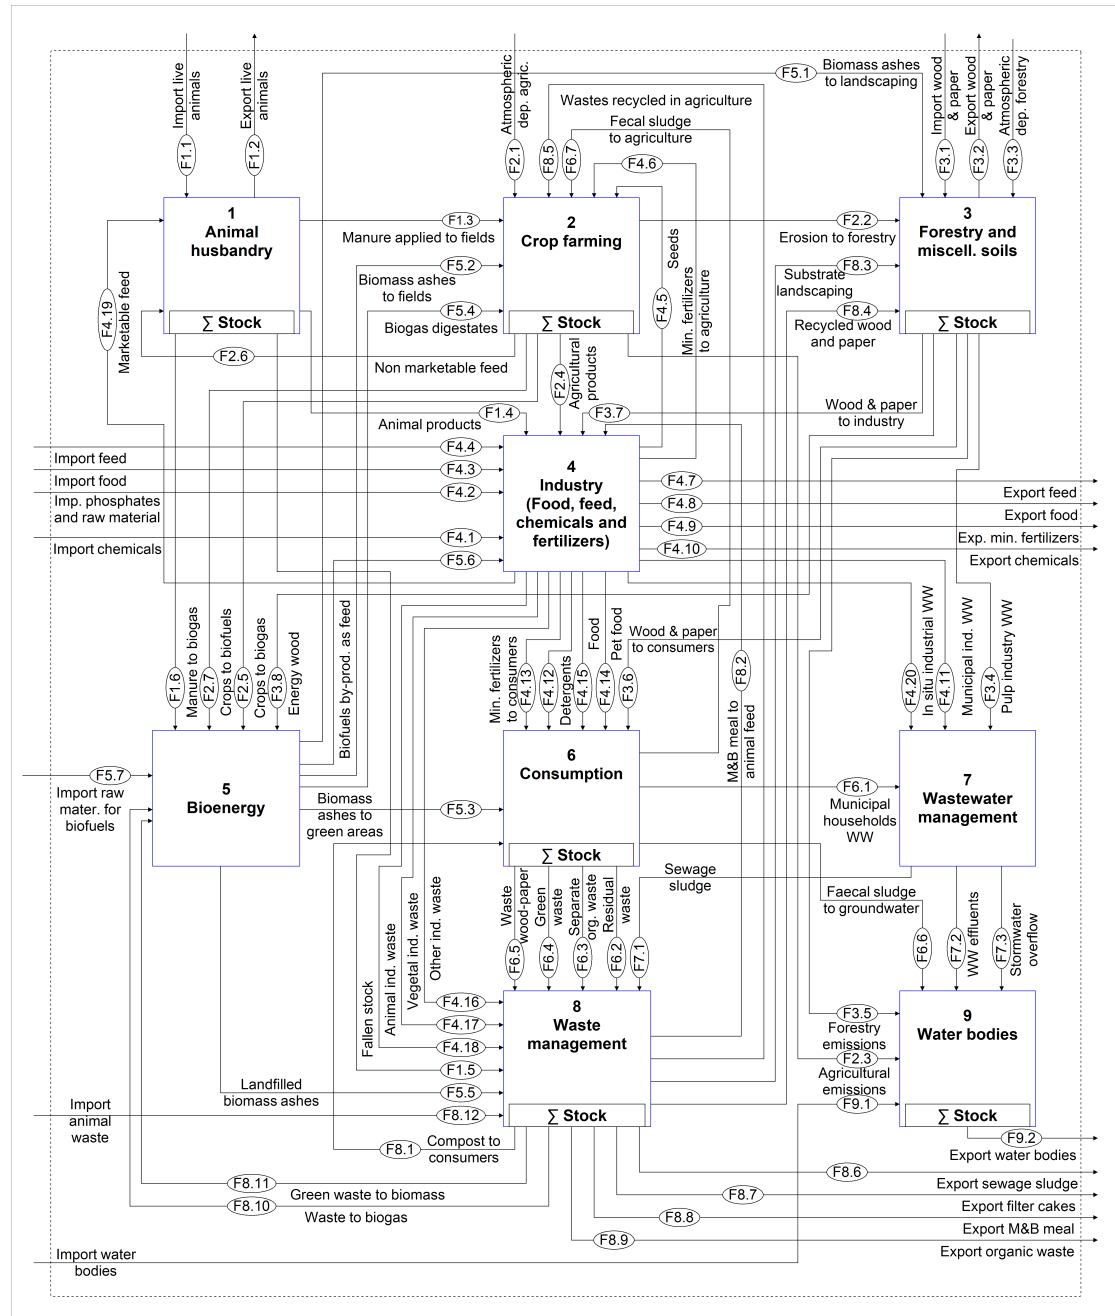 Import live
animals
F1.1
Export live
animals
F1.2
Atmospheric
dep. agric.
F2.1
Wastes recycled in agriculture
F8.5
Fecal sludge
to agriculture
F6.7
F4.6
Biomass ashes
to landscaping
F5.1
Import wood
& paper
F3.1
Export wood
& paper
F3.2
Atmospheric
dep. forestry
F3.3
1
Animal
husbandry
∑ Stock
F1.3
Manure applied to fields
F5.2
Biomass ashes
to fields
F5.4
Biogas digestates
2
Crop farming
∑ Stock
Seeds
F4.5
Min. fertilizers
to agriculture
F2.2
Erosion to forestry
F8.3
Substrate
landscaping
F8.4
Recycled wood
and paper
3
Forestry and
miscell. soils
∑ Stock
F4.19
Marketable feed
F2.6
Non marketable feed
F2.4
Agricultural
products
F1.4
Animal products
F3.7
Wood & paper
to industry
F4.4
Import feed
F4.3
Import food
F4.2
Imp. phosphates
and raw material
F4.1
Import chemicals
F5.6
4
Industry
(Food, feed,
chemicals and
fertilizers)
F4.7
Export feed
F4.8
Export food
F4.9
Exp. min. fertilizers
F4.10
Export chemicals
F1.6
Manure to biogas
F2.7
Crops to biofuels
F2.5
Crops to biogas
F3.8
Energy wood
Biofuels by-prod. as feed
Min. fertilizers
to consumers
F4.13
F4.12
Detergents
F4.15
Food
F4.14
Pet food
F3.6
Wood & paper
to consumers
F8.2
M&B meal to
animal feed
F4.20
In situ industrial WW
F4.11
Municipal ind. WW
F3.4
Pulp industry WW
F5.7
Import raw
mater. for
biofuels
5
Bioenergy
Biomass
ashes to
green areas
F5.3
6
Consumption
∑ Stock
F6.1
Municipal
households
WW
7
Wastewater
management
Fallen stock
Animal ind. waste
Vegetal ind. waste
Other ind. waste
Waste
wood-paper
F6.5
Green
waste
F6.4
Separate
org. waste
F6.3
Residual
waste
F6.2
Sewage
sludge
F7.1
Faecal sludge
to groundwater
F6.6
F7.2
WW effluents
F7.3
Stormwater
overflow
F4.16
F4.17
F4.18
F1.5
F5.5
Landfilled
biomass ashes
F8.12
Import
animal
waste
8
Waste
management
∑ Stock
F3.5
Forestry
emissions
F2.3
Agricultural
emissions
F9.1
9
Water bodies
∑ Stock
F8.1
Compost to
consumers
F8.11
Green waste to biomass
F8.10
Waste to biogas
F9.2
Export water bodies
F8.6
Export sewage sludge
F8.7
Export filter cakes
F8.8
Export M&B meal
F8.9
Export organic waste
Import water
bodies